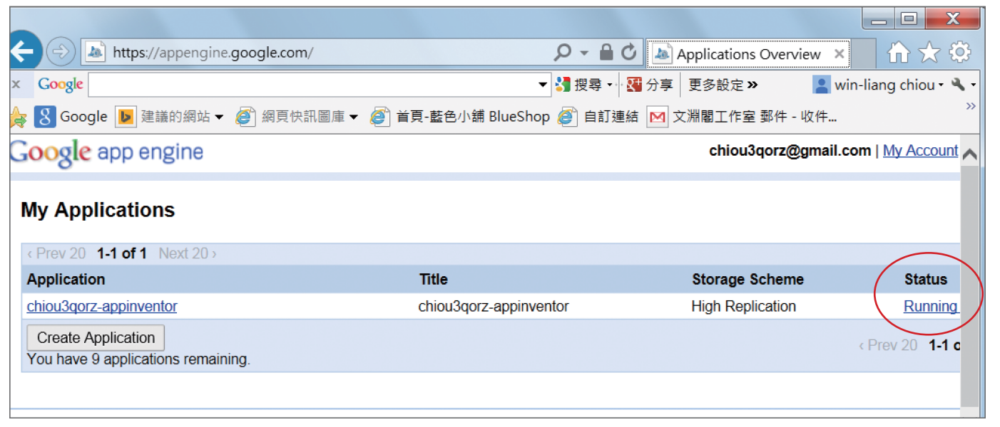 https://appengine.google.com/
Applications Overview
Google
搜尋
分享
更多設定 »
win-liang chiou
Google
建議的網站
網頁快訊圖庫
首頁-藍色小舖 BlueShop
自訂連結
文淵閣工作室 郵件 - 收件...
Google app engine
chiou3qorz@gmail.com | My Account
My Applications
‹ Prev 20 1-1 of 1 Next 20 ›
Application Title Storage Scheme Status
chiou3qorz-appinventor chiou3qorz-appinventor High Replication Running
Create Application
You have 9 applications remaining.
‹ Prev 20 1-1 o